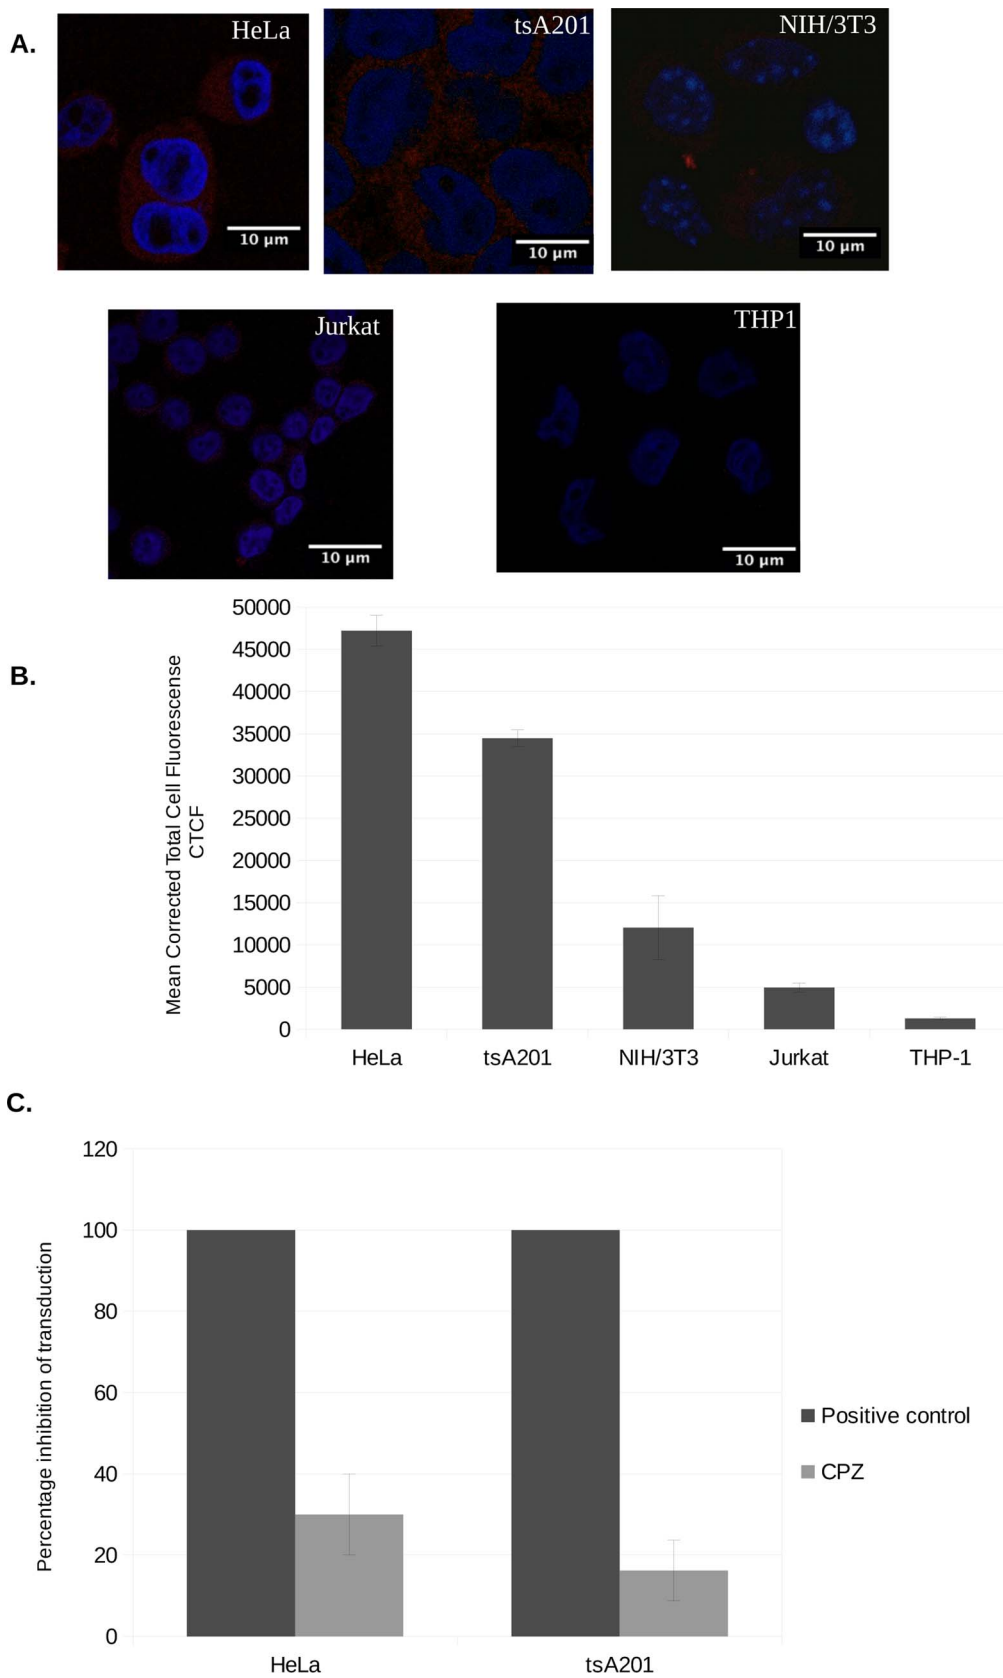 A.
HeLa
tsA201
NIH/3T3
10 µm
10 µm
10 µm
Jurkat
THP1
10 µm
10 µm
B.
Mean Corrected Total Cell Fluorescense
CTCF
50000
45000
40000
35000
30000
25000
20000
15000
10000
5000
0
HeLa
tsA201
NIH/3T3
Jurkat
THP-1
C.
Percentage inhibition of transduction
120
100
80
60
40
20
0
HeLa
tsA201
Positive control
CPZ